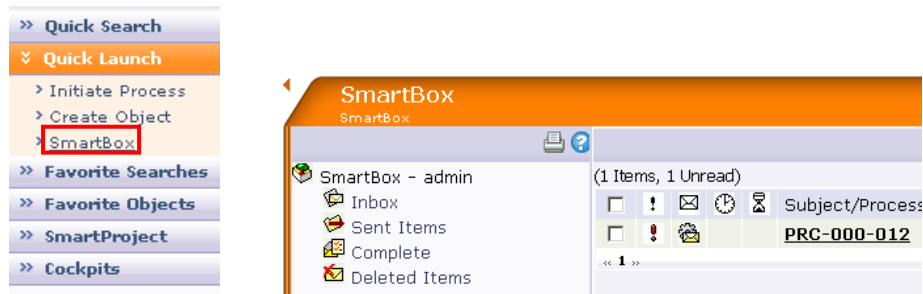 Quick Search
Quick Launch
Initiate Process
Create Object
SmartBox
Favorite Searches
Favorite Objects
SmartProject
Cockpits
SmartBox
SmartBox
SmartBox - admin
Inbox
Sent Items
Complete
Deleted Items
(1 Items, 1 Unread)
Subject/Process
PRC-000-012
« 1 »